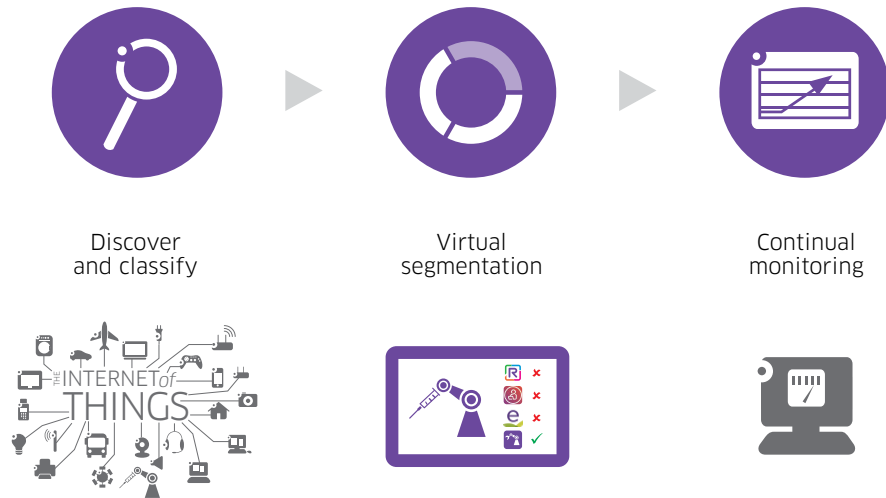 Discover
and classify
Virtual
segmentation
Continual
monitoring
THE
INTERNET of
THINGS
R
e